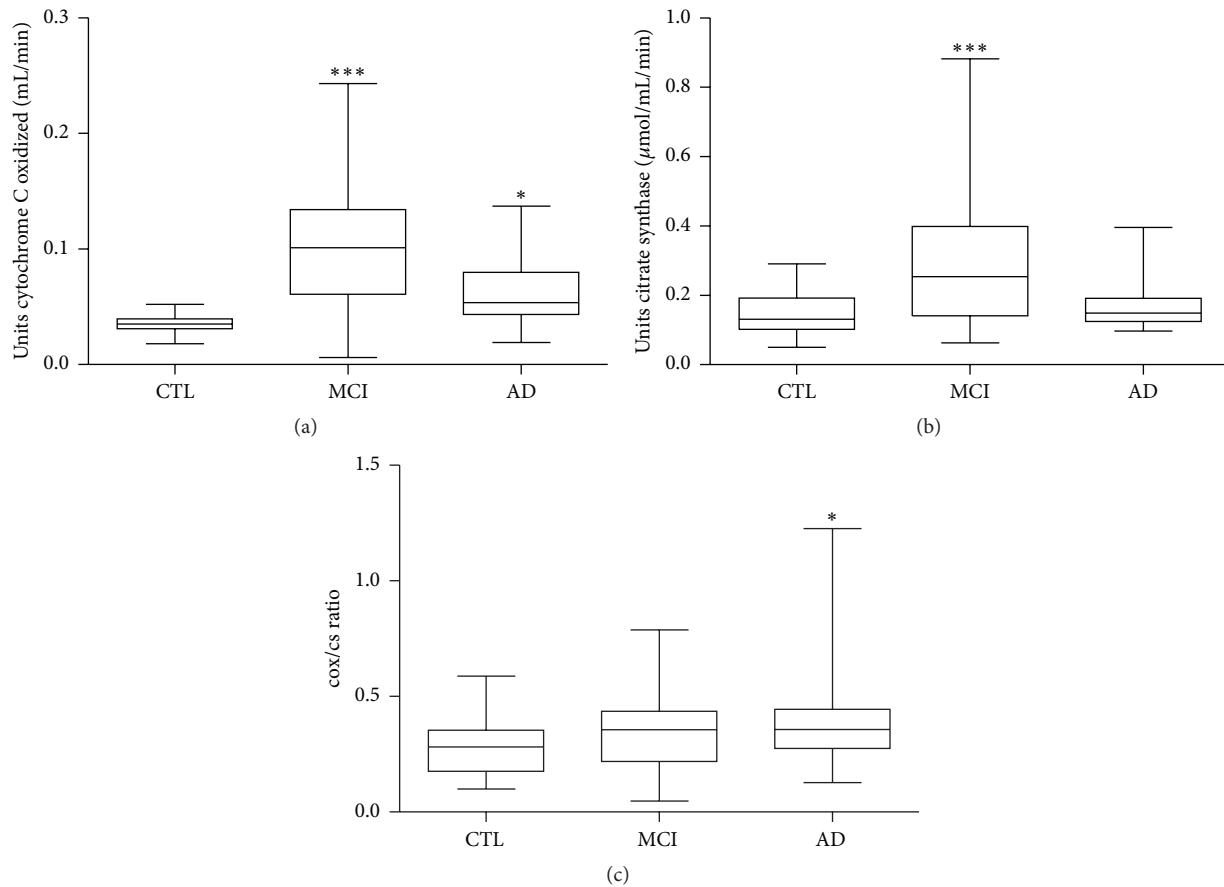 Units cytochrome C oxidized (mL/min)
0.3
0.2
0.1
0.0
***
*
CTL MCI AD
(a)
Units citrate synthase (μmol/mL/min)
1.0
0.8
0.6
0.4
0.2
0.0
***
CTL MCI AD
(b)
cox/cs ratio
1.5
1.0
0.5
0.0
*
CTL MCI AD
(c)